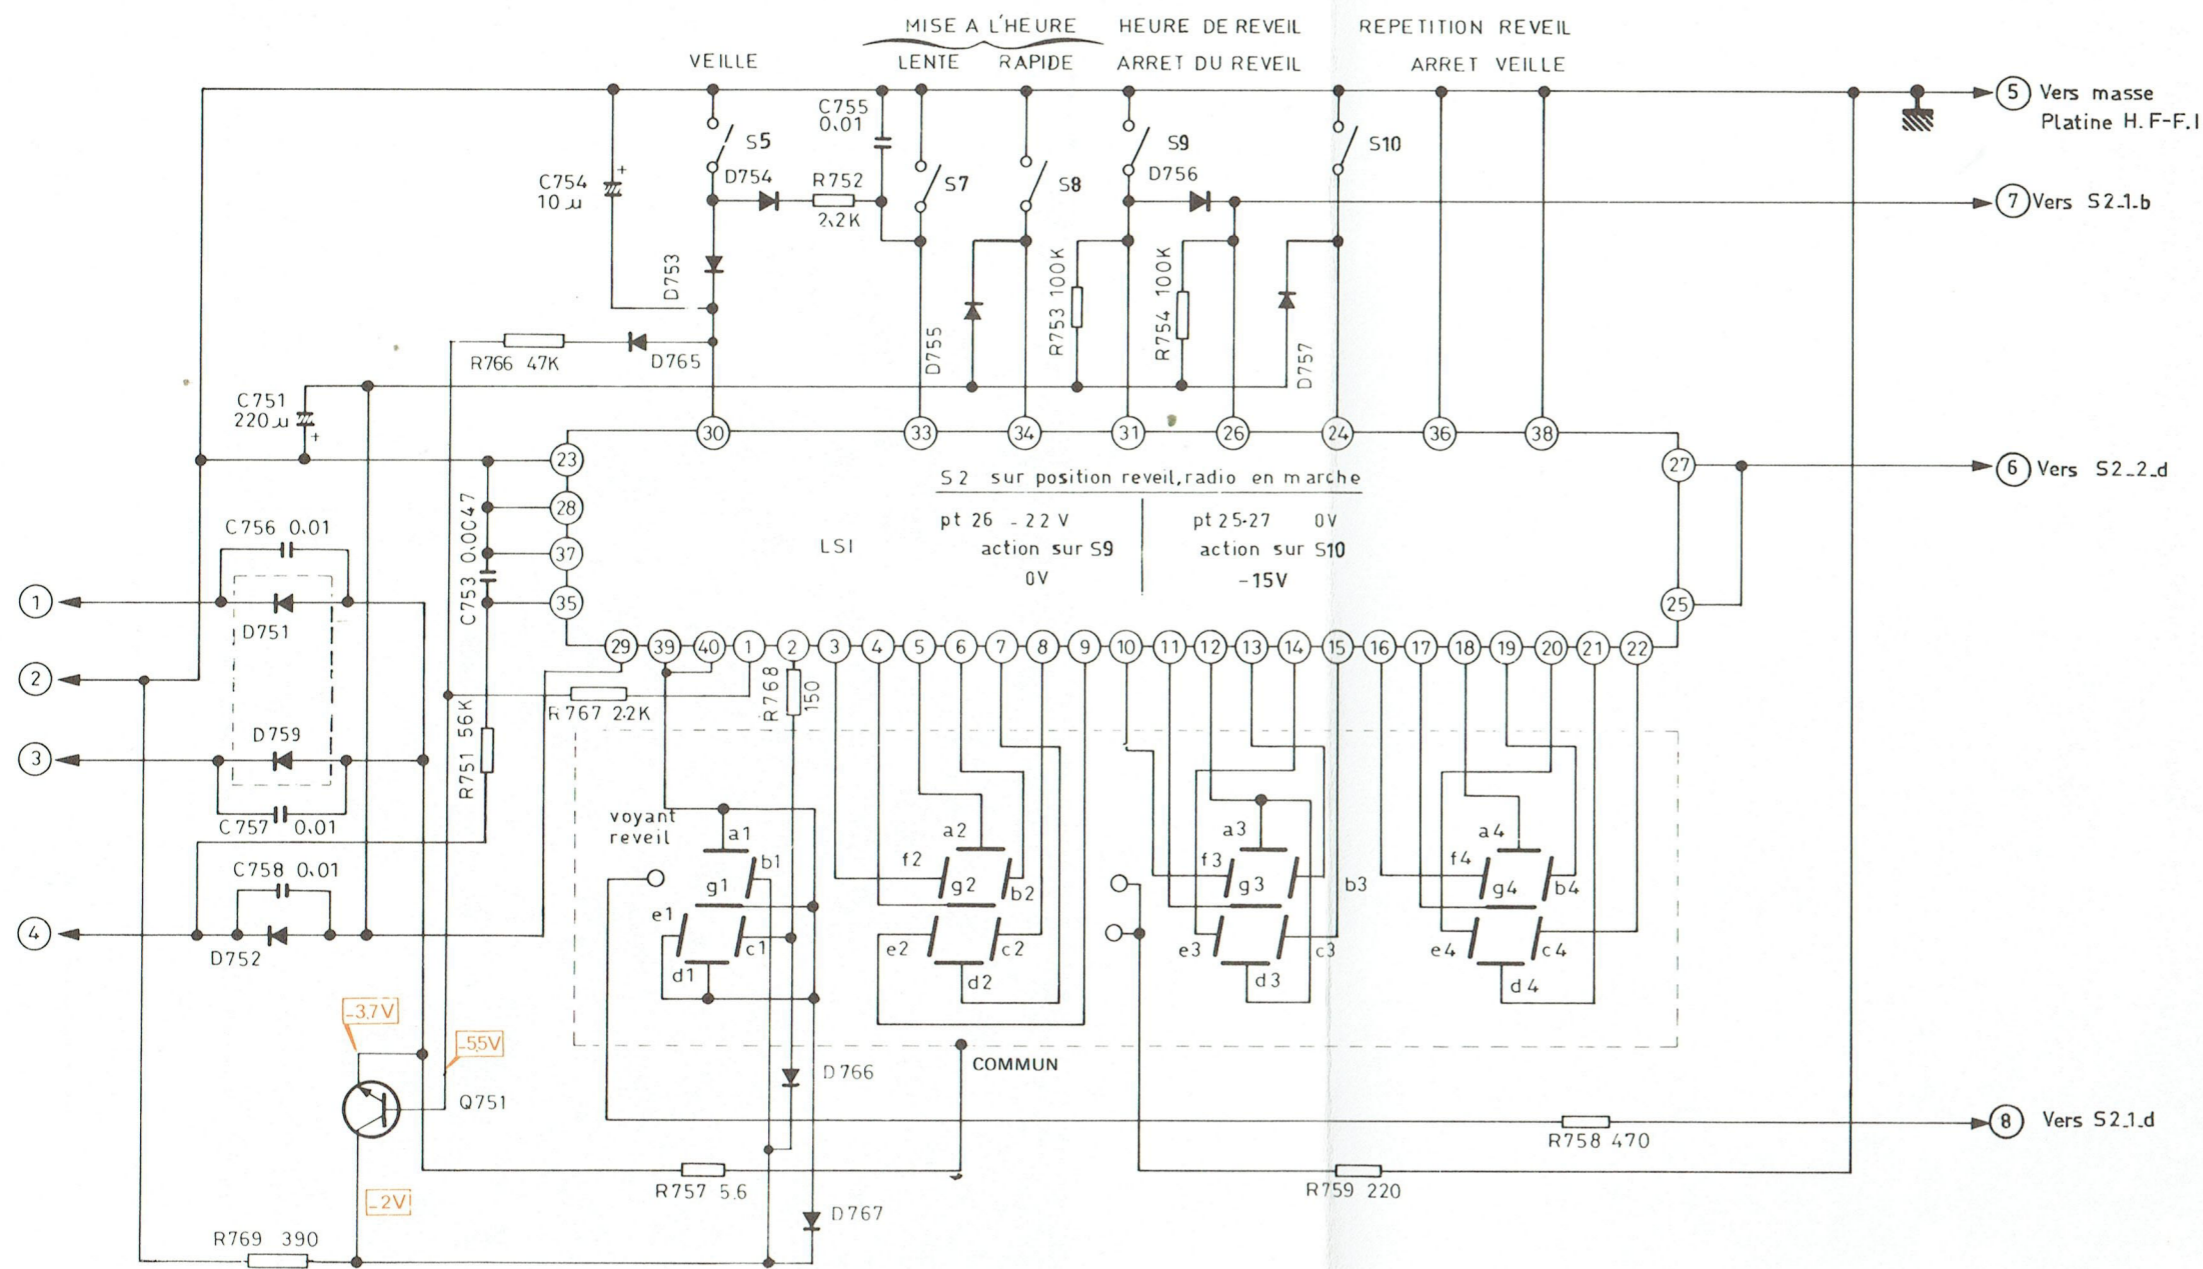 MISE A L'HEURE
HEURE DE REVEIL
REPETITION REVEIL
VEILLE
LENTE
RAPIDE
ARRET DU REVEIL
ARRET VEILLE
5 Vers masse
Platine H.F-F.I
C755
0.01
S5
S7
S8
S9
S10
C754
10 µ
+
D754
R752
2.2K
D756
7 Vers S2_1.b
D753
R766 47K
D765
D755
R753 100K
R754 100K
D757
C751
220 µ
+
30
33
34
31
26
24
36
38
23
28
37
35
27
25
6 Vers S2_2_d
S2 sur position reveil, radio en marche
pt 26 -22 V
action sur S9
0V
pt 25-27 0V
action sur S10
-15V
LSI
C756 0.01
C753 0.0C47
1
D751
2
D759
3
C757 0.01
R751 56K
C758 0.01
4
D752
29
39
40
1
2
3
4
5
6
7
8
9
10
11
12
13
14
15
16
17
18
19
20
21
22
R767 2.2K
R768
150
voyant
reveil
a1
b1
g1
e1
c1
d1
a2
f2
g2
b2
e2
c2
d2
a3
f3
g3
b3
e3
c3
d3
a4
f4
g4
b4
e4
c4
d4
COMMUN
-3.7V
-5.5V
Q751
-2V
D766
D767
R757 5.6
R758 470
8 Vers S2_1_d
R759 220
R769 390